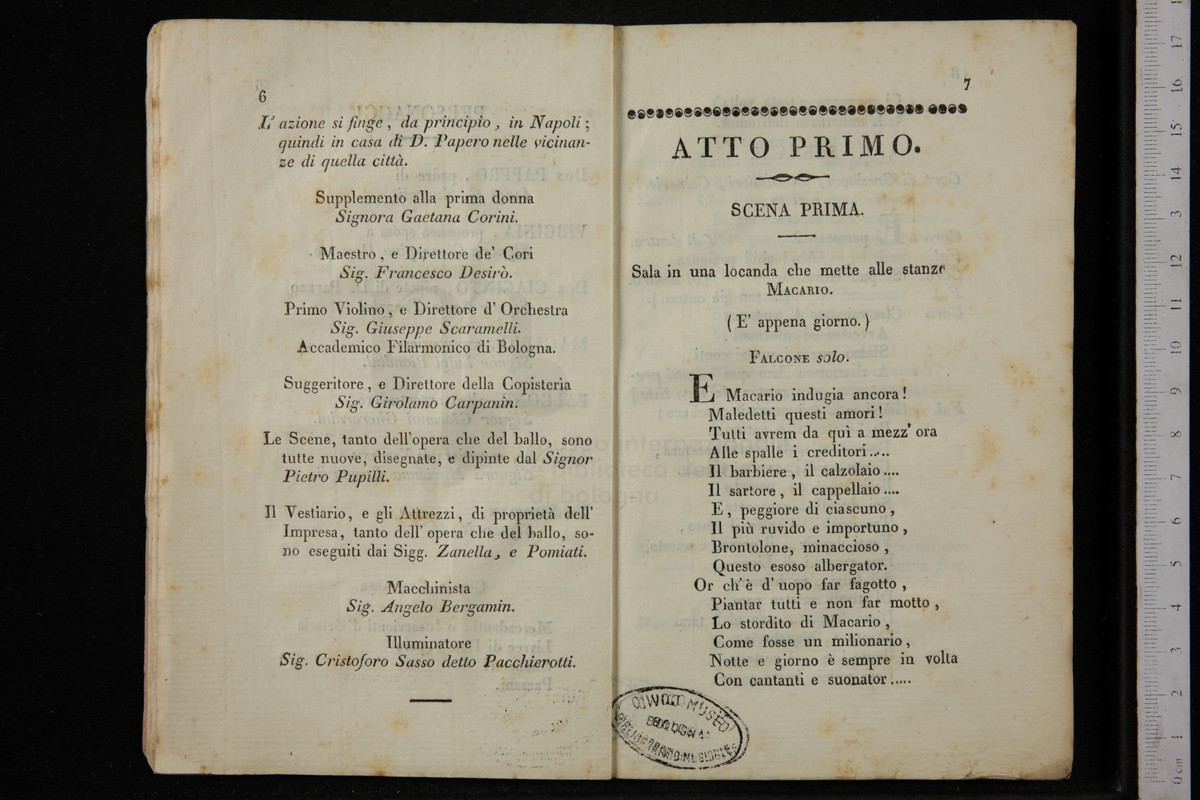 6
L' azione si finge, da principio, in Napoli;
quindi in casa di D. Papero nelle vicinan-
ze di quella città.
Supplemento alla prima donna
Signora Gaetana Corini.
Maestro, e Direttore de' Cori
Sig. Francesco Desirò.
Primo Violino, e Direttore d' Orchestra
Sig. Giuseppe Scaramelli.
Accademico Filarmonico di Bologna.
Suggeritore, e Direttore della Copisteria
Sig. Girolamo Carpanin.
Le Scene, tanto dell'opera che del ballo, sono
tutte nuove, disegnate, e dipinte dal Signor
Pietro Pupilli.
Il Vestiario, e gli Attrezzi, di proprietà dell'
Impresa, tanto dell' opera che del ballo, so-
no eseguiti dai Sigg. Zanella, e Pomiati.
Macchinista
Sig. Angelo Bergamin.
Illuminatore
Sig. Cristoforo Sasso detto Pacchierotti.
7
ATTO PRIMO.
SCENA PRIMA.
Sala in una locanda che mette alle stanze
MACARIO.
(E' appena giorno.)
FALCONE solo.
E Macario indugia ancora!
Maledetti questi amori!
Tutti avrem da quì a mezz' ora
Alle spalle i creditori.....
Il barbiere, il calzolaio....
Il sartore, il cappellaio....
E, peggiore di ciascuno,
Il più ruvido e importuno,
Brontolone, minaccioso,
Questo esoso albergator.
Or ch'è d' uopo far fagotto,
Piantar tutti e non far motto,
Lo stordito di Macario,
Come fosse un milionario,
Notte e giorno è sempre in volta
Con cantanti e suonator.....
MUSEO